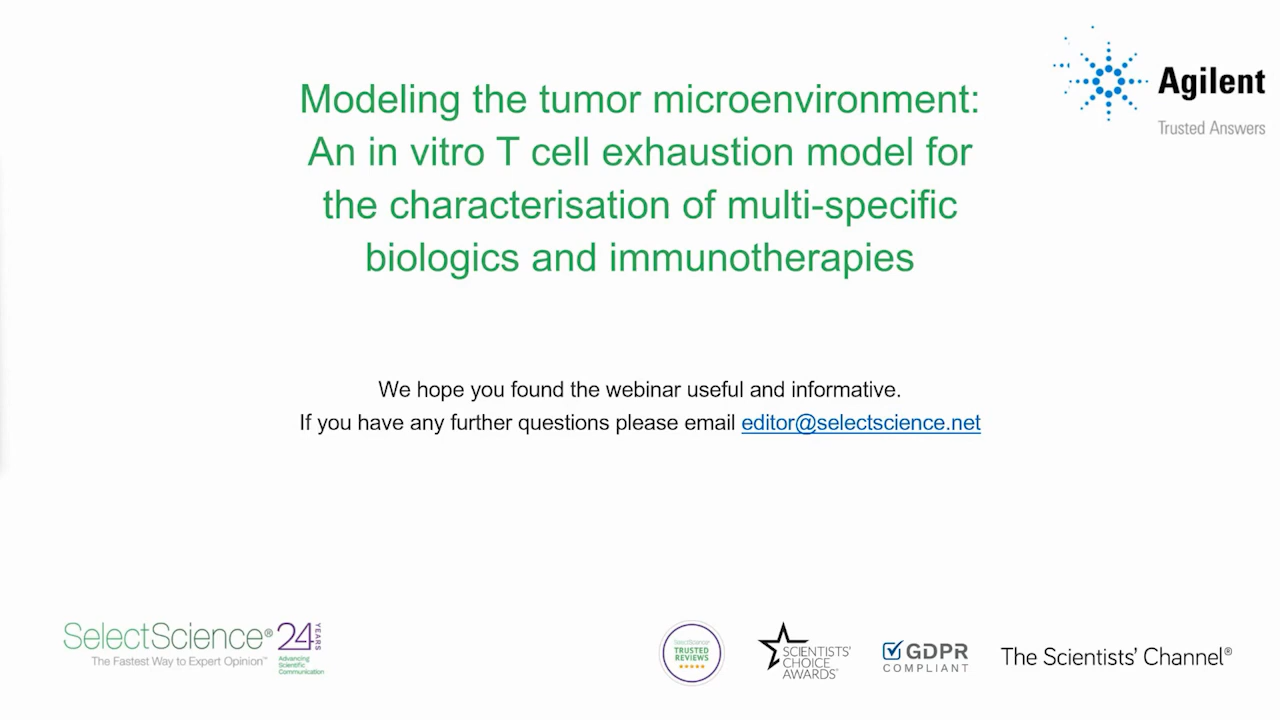 Agilent
Trusted Answers
Modeling the tumor microenvironment:
An in vitro T cell exhaustion model for
the characterisation of multi-specific
biologics and immunotherapies
We hope you found the webinar useful and informative.
If you have any further questions please email editor@selectscience.net
SelectScience® 24 YEARS
The Fastest Way to Expert Opinion™
Advancing
Scientific
Communication
SelectScience
TRUSTED
REVIEWS
SCIENTISTS'
CHOICE
AWARDS
GDPR
COMPLIANT
The Scientists' Channel®